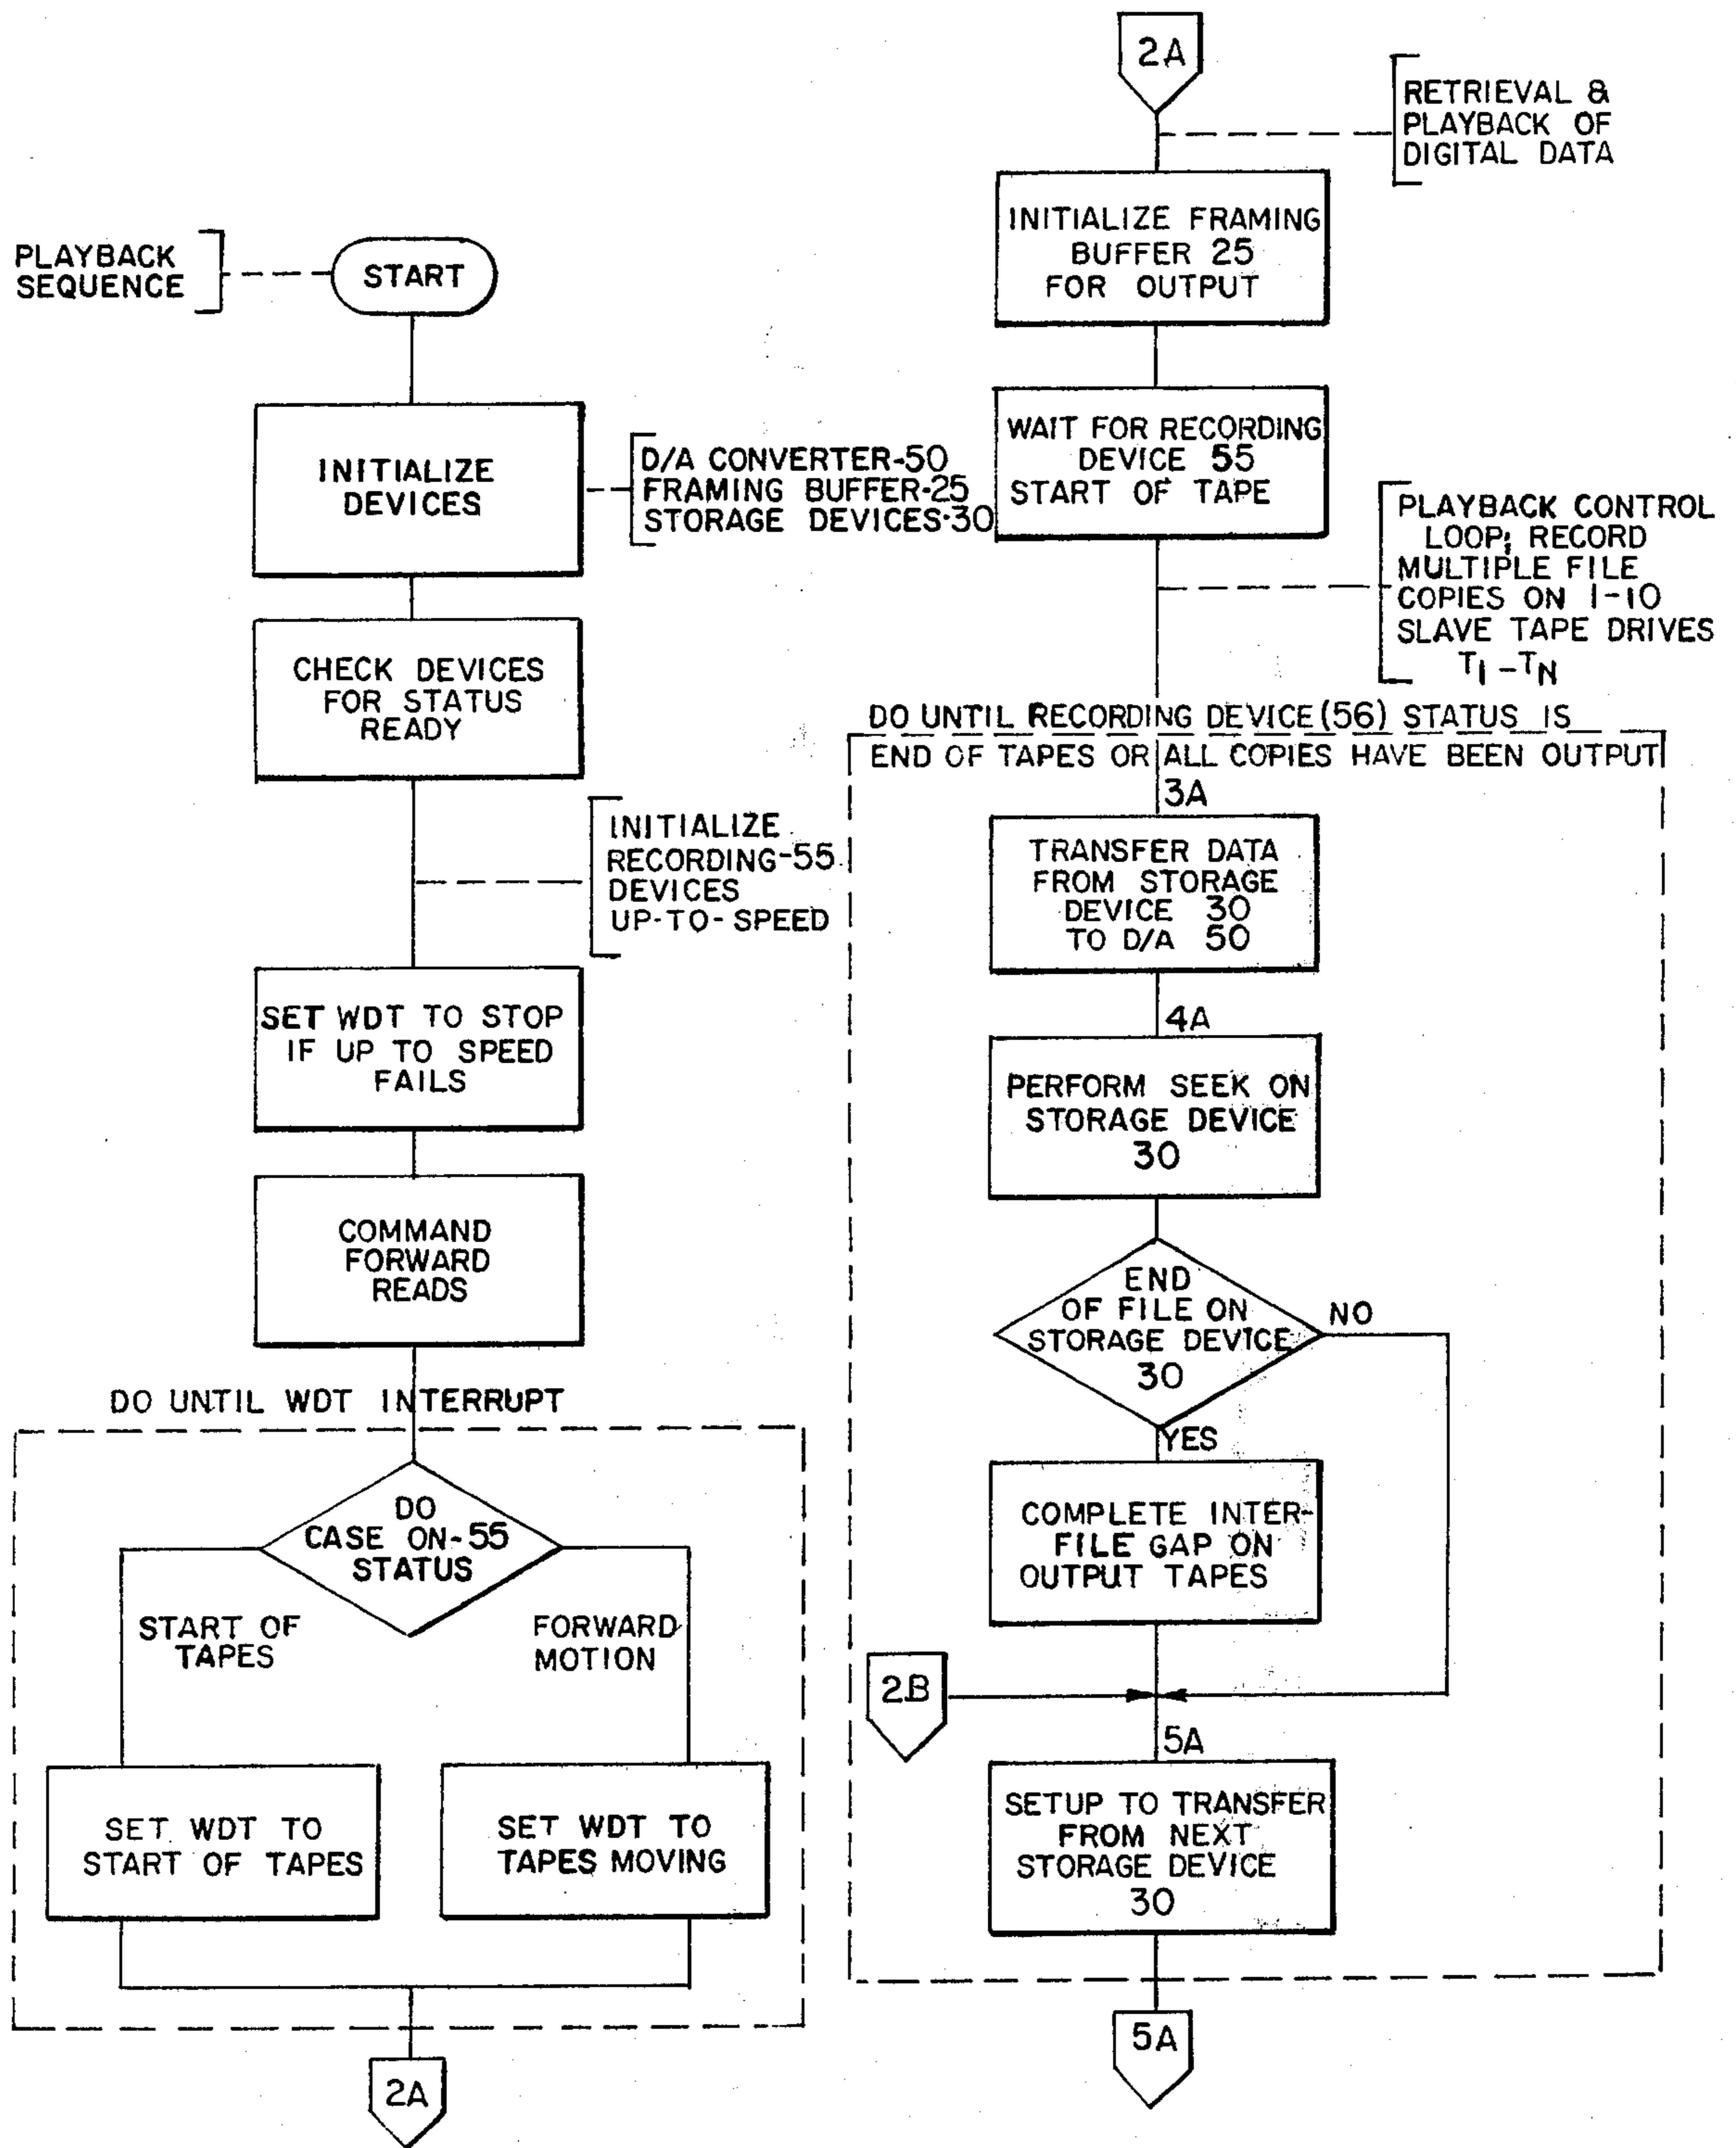 PLAYBACK
SEQUENCE
START
INITIALIZE
DEVICES
D/A CONVERTER-50
FRAMING BUFFER-25
STORAGE DEVICES-30
CHECK DEVICES
FOR STATUS
READY
INITIALIZE
RECORDING-55
DEVICES
UP-TO-SPEED
SET WDT TO STOP
IF UP TO SPEED
FAILS
COMMAND
FORWARD
READS
DO UNTIL WDT INTERRUPT
DO
CASE ON-55
STATUS
START OF
TAPES
FORWARD
MOTION
SET WDT TO
START OF TAPES
SET WDT TO
TAPES MOVING
2A
2A
RETRIEVAL &
PLAYBACK OF
DIGITAL DATA
INITIALIZE FRAMING
BUFFER 25
FOR OUTPUT
WAIT FOR RECORDING
DEVICE 55
START OF TAPE
PLAYBACK CONTROL
LOOP; RECORD
MULTIPLE FILE
COPIES ON 1-10
SLAVE TAPE DRIVES
T1-TN
DO UNTIL RECORDING DEVICE (56) STATUS IS
END OF TAPES OR ALL COPIES HAVE BEEN OUTPUT
3A
TRANSFER DATA
FROM STORAGE
DEVICE 30
TO D/A 50
4A
PERFORM SEEK ON
STORAGE DEVICE
30
END
OF FILE ON
STORAGE DEVICE
30
NO
YES
COMPLETE INTER-
FILE GAP ON
OUTPUT TAPES
2B
5A
SETUP TO TRANSFER
FROM NEXT
STORAGE DEVICE
30
5A